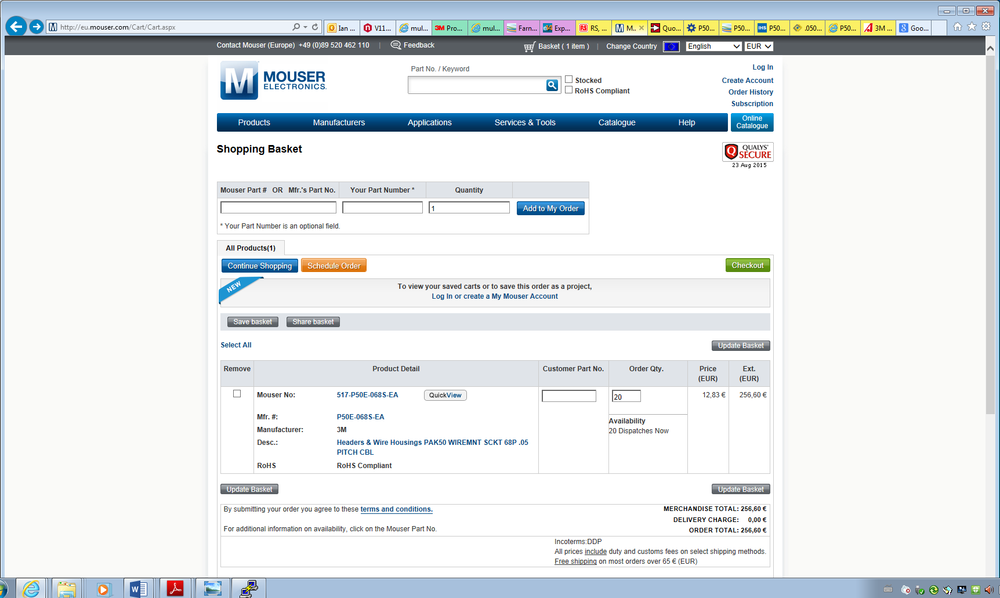 http://eu.mouser.com/Cart/Cart.aspx
Ian ...
V11...
mul...
3M Pro...
mul...
Farn...
e14 Exp...
RS RS, ...
M M...
Quo...
P50...
P50...
IHS P50...
.050...
P50...
3M ...
8 Goo...
Contact Mouser (Europe) +49 (0)89 520 462 110 | Feedback
Basket ( 1 item ) | Change Country English EUR
M MOUSER
ELECTRONICS.
Part No. / Keyword
Stocked
RoHS Compliant
Log In
Create Account
Order History
Subscription
Products Manufacturers Applications Services & Tools Catalogue Help
Online
Catalogue
Shopping Basket
Q QUALYS'
SECURE
23 Aug 2015
Mouser Part # OR Mfr.'s Part No. Your Part Number * Quantity
1 Add to My Order
* Your Part Number is an optional field.
All Products(1)
Continue Shopping Schedule Order Checkout
NEW
To view your saved carts or to save this order as a project,
Log In or create a My Mouser Account
Save basket Share basket
Select All Update Basket
Remove Product Detail Customer Part No. Order Qty. Price
(EUR) Ext.
(EUR)
Mouser No: 517-P50E-068S-EA QuickView 20 12,83 € 256,60 €
Mfr. #: P50E-068S-EA
Availability
Manufacturer: 3M
20 Dispatches Now
Desc.: Headers & Wire Housings PAK50 WIREMNT SCKT 68P .05
PITCH CBL
RoHS RoHS Compliant
Update Basket Update Basket
By submitting your order you agree to these terms and conditions.
For additional information on availability, click on the Mouser Part No.
MERCHANDISE TOTAL: 256,60 €
DELIVERY CHARGE: 0,00 €
ORDER TOTAL: 256,60 €
Incoterms:DDP
All prices include duty and customs fees on select shipping methods.
Free shipping on most orders over 65 € (EUR)